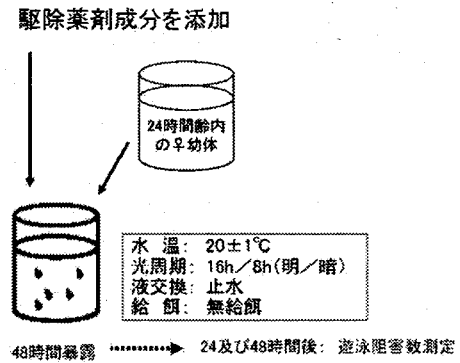 駆除薬剤成分を添加
24時間齢内
の♀幼体
水 温: 20±1℃
光周期: 16h/8h(明/暗)
液交換: 止水
給 餌: 無給餌
48時間暴露
24及び48時間後: 遊泳阻害数測定